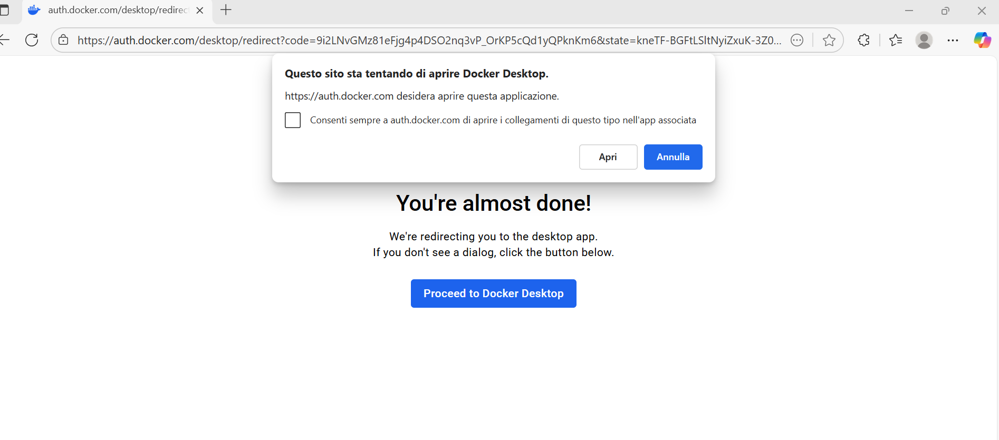 auth.docker.com/desktop/redirec
https://auth.docker.com/desktop/redirect?code=9i2LNvGMz81eFjg4p4DSO2nq3vP_OrKP5cQd1yQPknKm6&state=kneTF-BGFtLSltNyiZxuK-3Z0...
Questo sito sta tentando di aprire Docker Desktop.
https://auth.docker.com desidera aprire questa applicazione.
Consenti sempre a auth.docker.com di aprire i collegamenti di questo tipo nell'app associata
Apri
Annulla
You're almost done!
We're redirecting you to the desktop app.
If you don't see a dialog, click the button below.
Proceed to Docker Desktop